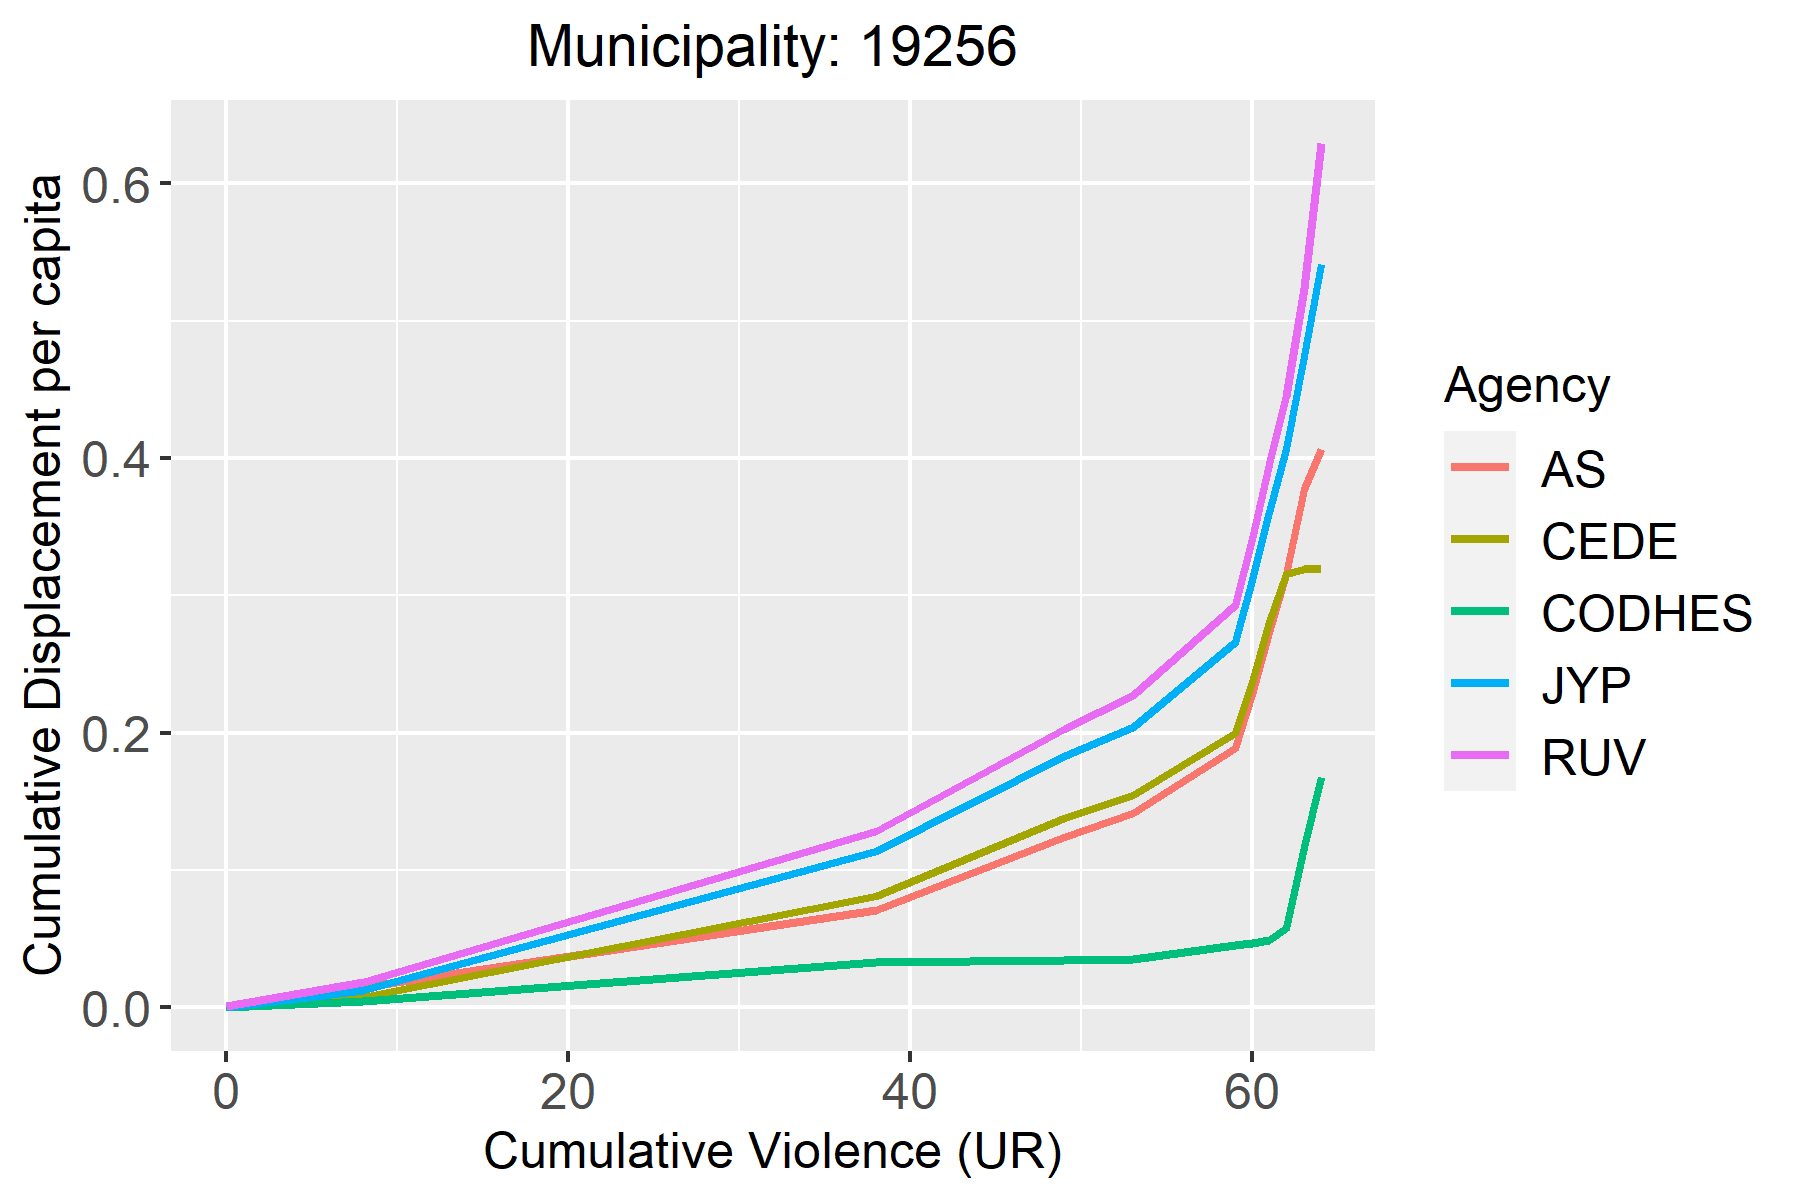 Municipality: 19256
Cumulative Displacement per capita
0.6
0.4
0.2
0.0
0
20
40
60
Cumulative Violence (UR)
Agency
AS
CEDE
CODHES
JYP
RUV